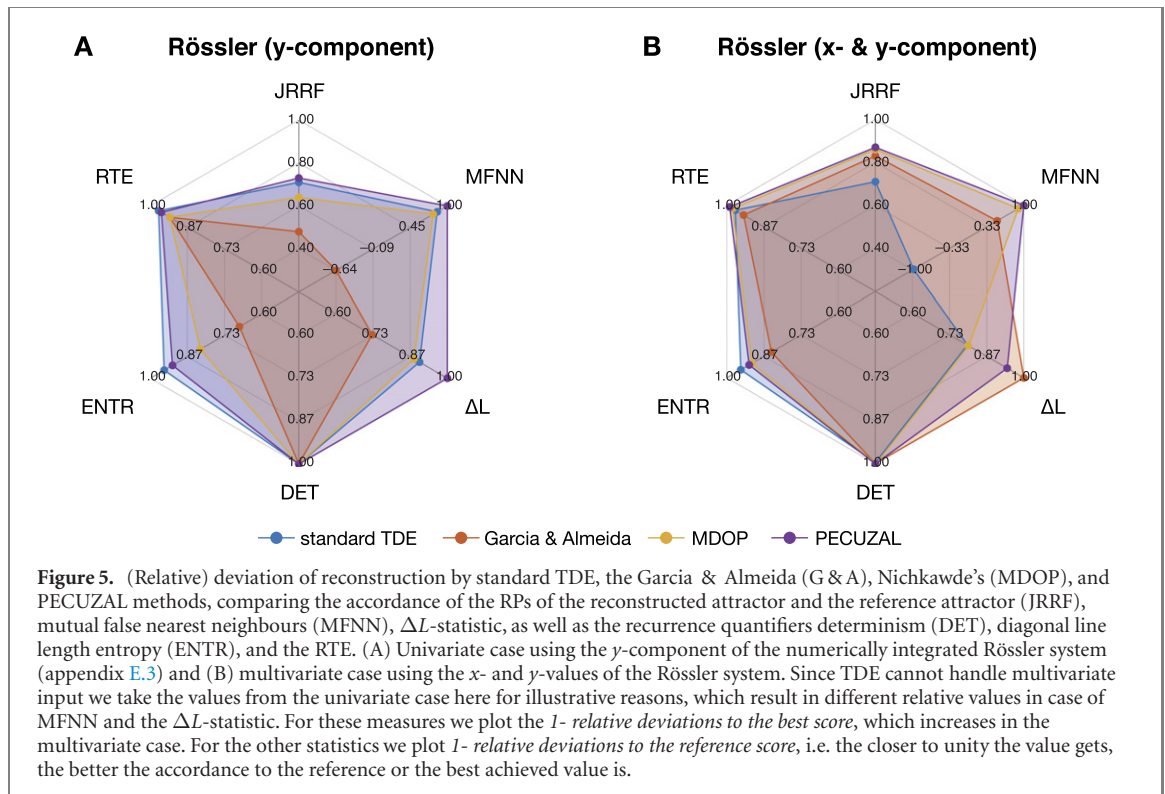 A Rössler (y-component)
B Rössler (x- & y-component)
JRRF
1.00
0.80
0.60
0.40
MFNN
1.00
0.45
−0.09
−0.64
ΔL
1.00
0.87
0.73
0.60
DET
1.00
0.87
0.73
0.60
ENTR
1.00
0.87
0.73
0.60
RTE
1.00
0.87
0.73
0.60
JRRF
1.00
0.80
0.60
0.40
MFNN
1.00
0.33
−0.33
−1.00
ΔL
1.00
0.87
0.73
0.60
DET
1.00
0.87
0.73
0.60
ENTR
1.00
0.87
0.73
0.60
RTE
1.00
0.87
0.73
0.60
standard TDE Garcia & Almeida MDOP PECUZAL
Figure 5. (Relative) deviation of reconstruction by standard TDE, the Garcia & Almeida (G & A), Nichkawde's (MDOP), and
PECUZAL methods, comparing the accordance of the RPs of the reconstructed attractor and the reference attractor (JRRF),
mutual false nearest neighbours (MFNN), ΔL-statistic, as well as the recurrence quantifiers determinism (DET), diagonal line
length entropy (ENTR), and the RTE. (A) Univariate case using the y-component of the numerically integrated Rössler system
(appendix E.3) and (B) multivariate case using the x- and y-values of the Rössler system. Since TDE cannot handle multivariate
input we take the values from the univariate case here for illustrative reasons, which result in different relative values in case of
MFNN and the ΔL-statistic. For these measures we plot the 1- relative deviations to the best score, which increases in the
multivariate case. For the other statistics we plot 1- relative deviations to the reference score, i.e. the closer to unity the value gets,
the better the accordance to the reference or the best achieved value is.